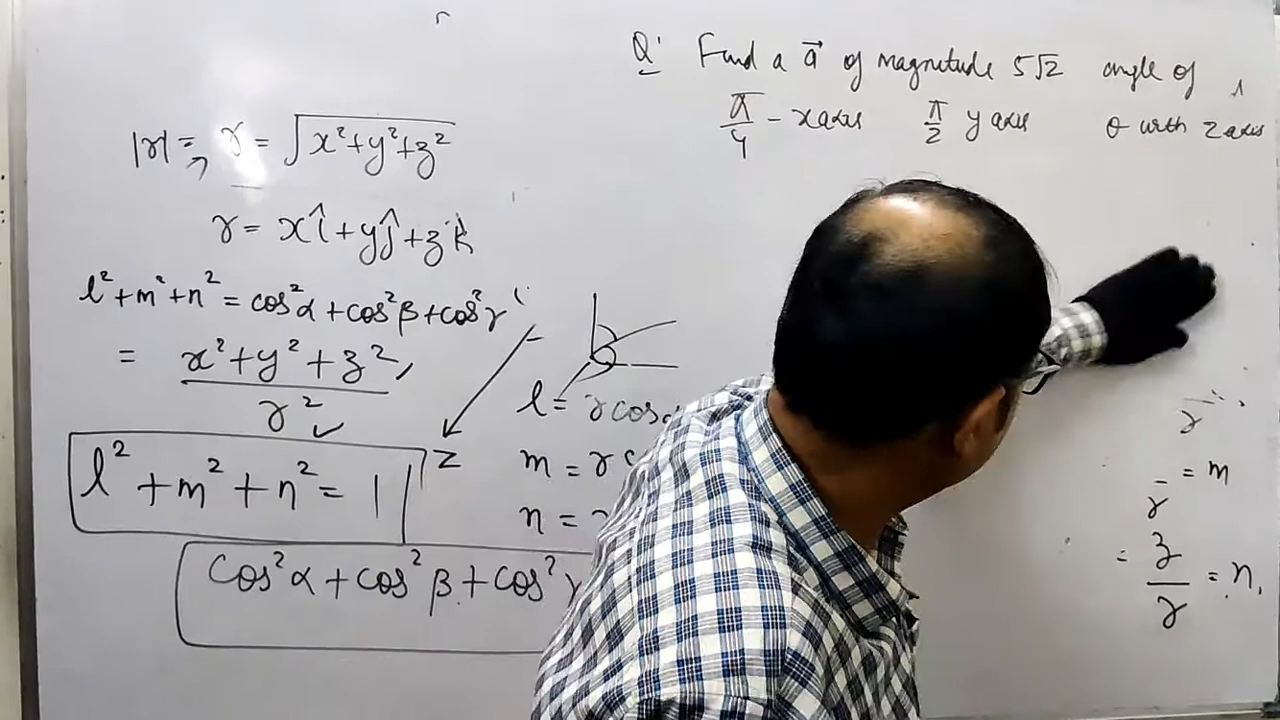 Q: Find a a⃗ of magnitude 5√2 angle of
π/4 - x axis π/2 y axis θ with z axis
|r| = r = √x²+y²+z²
r = xî+yĵ+zk̂
l²+m²+n² = cos²α+cos²β+cos²γ
= x²+y²+z² / r²
l²+m²+n² = 1
cos²α+cos²β+cos²
z
l = r cos
m = r
n =
r
r = m
= z/r = n